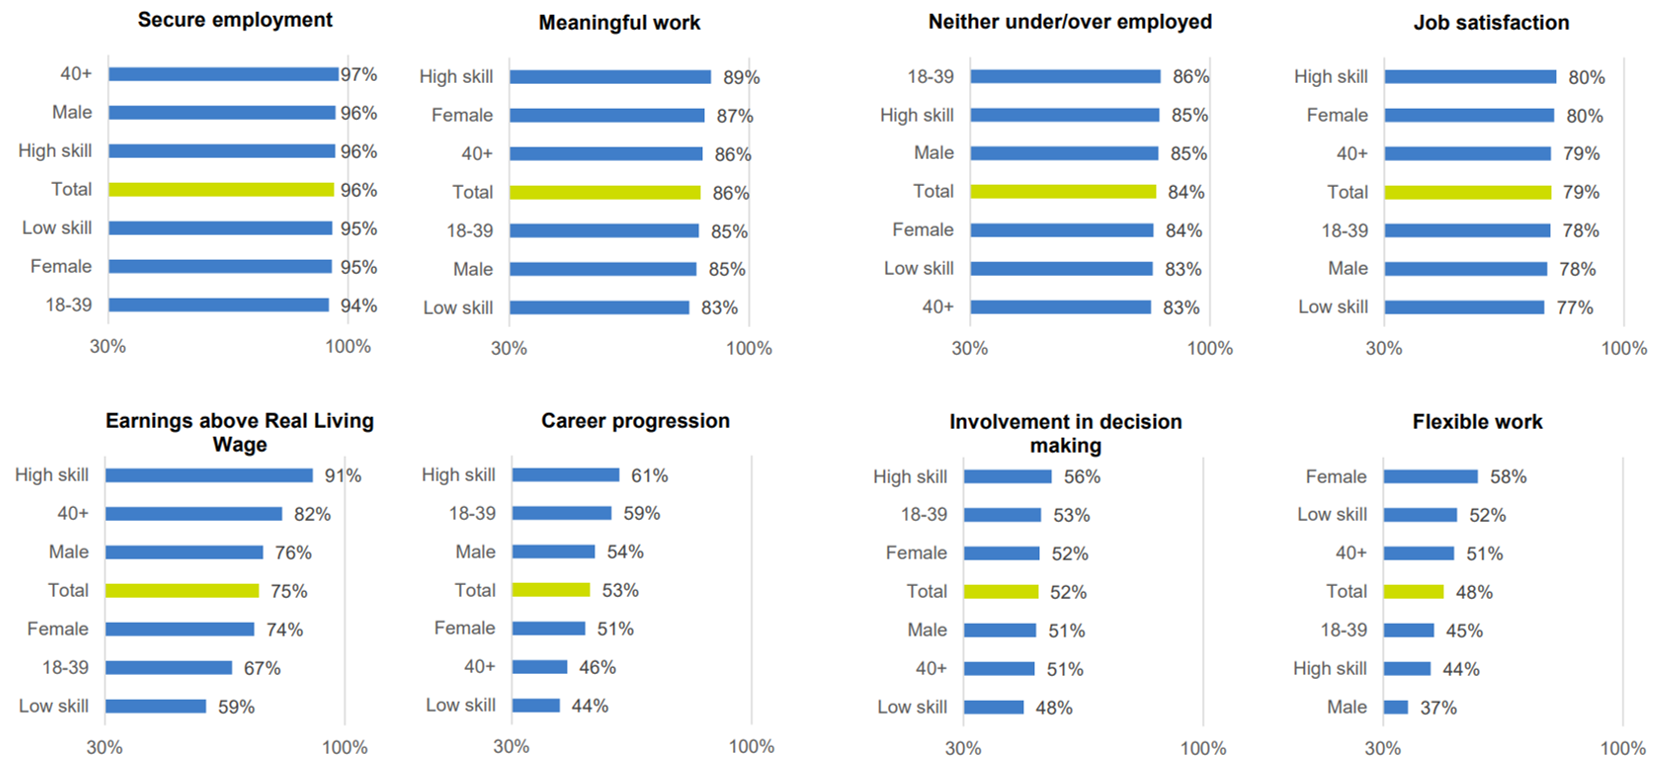 Secure employment
40+ 97%
Male 96%
High skill 96%
Total 96%
Low skill 95%
Female 95%
18-39 94%
30% 100%
Meaningful work
High skill 89%
Female 87%
40+ 86%
Total 86%
18-39 85%
Male 85%
Low skill 83%
30% 100%
Neither under/over employed
18-39 86%
High skill 85%
Male 85%
Total 84%
Female 84%
Low skill 83%
40+ 83%
30% 100%
Job satisfaction
High skill 80%
Female 80%
40+ 79%
Total 79%
18-39 78%
Male 78%
Low skill 77%
30% 100%
Earnings above Real Living
Wage
High skill 91%
40+ 82%
Male 76%
Total 75%
Female 74%
18-39 67%
Low skill 59%
30% 100%
Career progression
High skill 61%
18-39 59%
Male 54%
Total 53%
Female 51%
40+ 46%
Low skill 44%
30% 100%
Involvement in decision
making
High skill 56%
18-39 53%
Female 52%
Total 52%
Male 51%
40+ 51%
Low skill 48%
30% 100%
Flexible work
Female 58%
Low skill 52%
40+ 51%
Total 48%
18-39 45%
High skill 44%
Male 37%
30% 100%